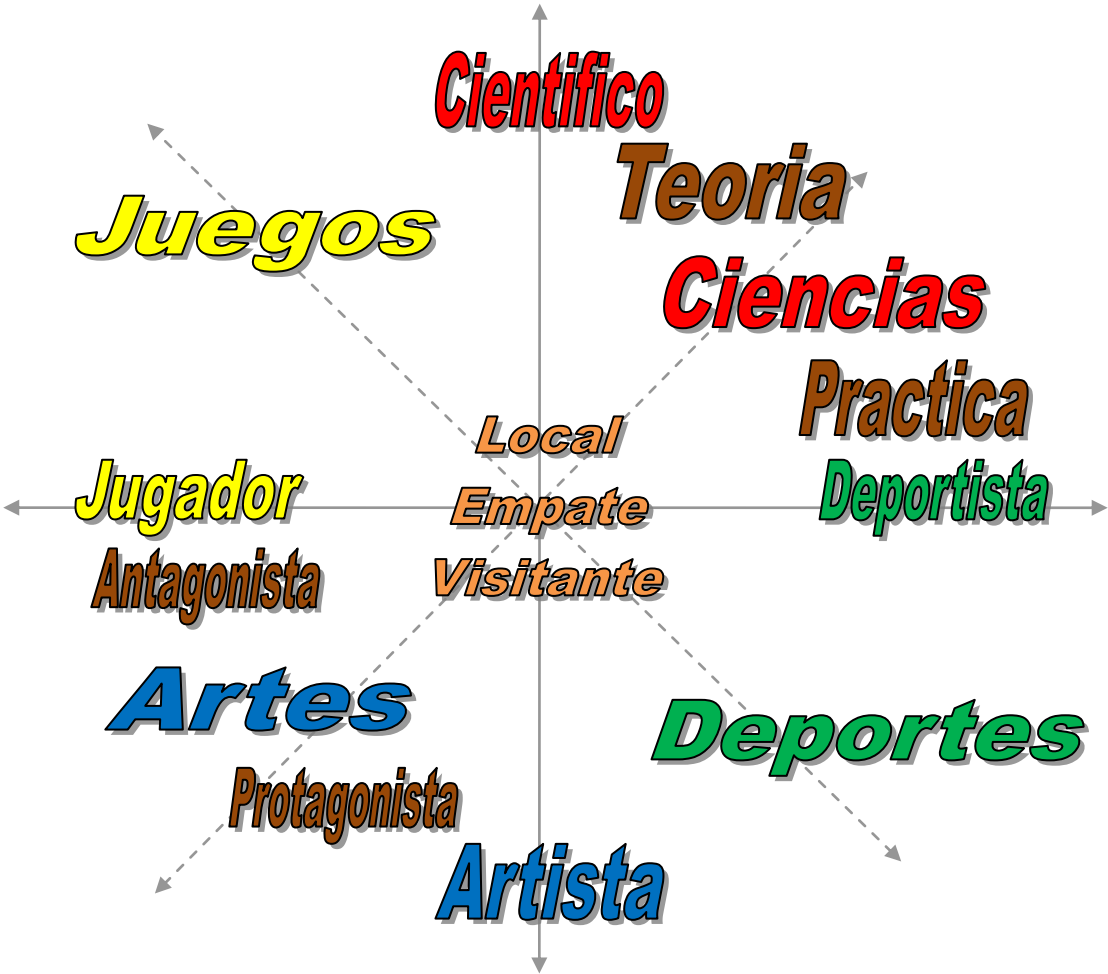 Cientifico
Teoria
Juegos
Ciencias
Practica
Local
Jugador
Empate
Deportista
Antagonista
Visitante
Artes
Deportes
Protagonista
Artista